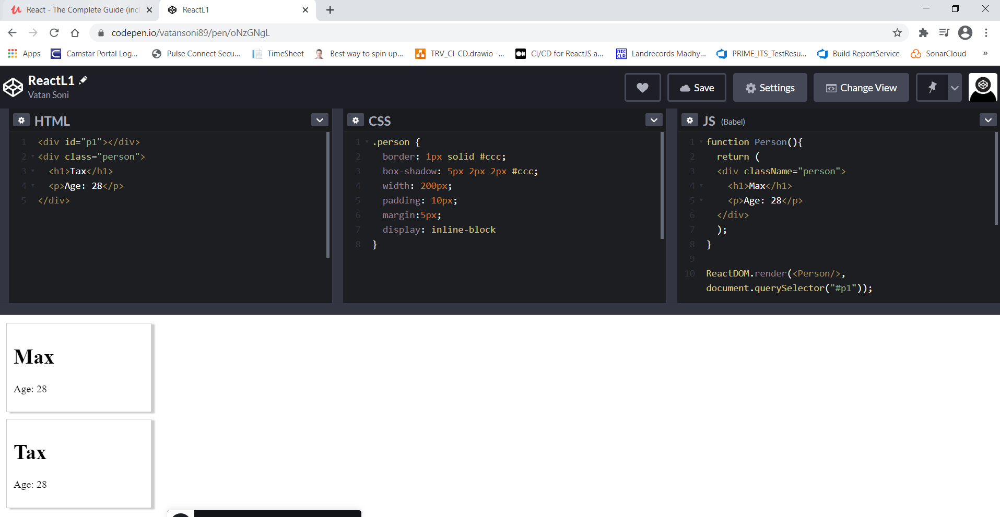 React - The Complete Guide (incl
ReactL1
codepen.io/vatansoni89/pen/oNzGNgL
Apps
Camstar Portal Log...
Pulse Connect Secu...
TimeSheet
Best way to spin up...
TRV_CI-CD.drawio -...
CI/CD for ReactJS a...
NIC
CLR
Landrecords Madhy...
PRIME_ITS_TestResu...
Build ReportService
SonarCloud
»
ReactL1
Vatan Soni
Save
Settings
Change View
HTML
1 <div id="p1"></div>
2 <div class="person">
3 <h1>Tax</h1>
4 <p>Age: 28</p>
5 </div>
CSS
1 .person {
2 border: 1px solid #ccc;
3 box-shadow: 5px 2px 2px #ccc;
4 width: 200px;
5 padding: 10px;
6 margin:5px;
7 display: inline-block
8 }
JS (Babel)
1 function Person(){
2 return (
3 <div className="person">
4 <h1>Max</h1>
5 <p>Age: 28</p>
6 </div>
7 );
8 }
9
10 ReactDOM.render(<Person/>,
document.querySelector("#p1"));
Max
Age: 28
Tax
Age: 28